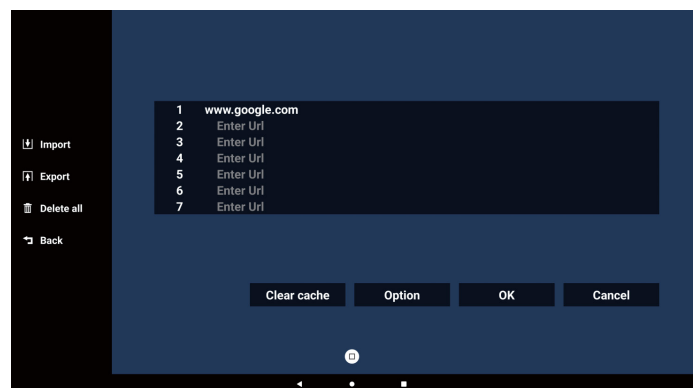 Import
Export
Delete all
Back
1 www.google.com
2 Enter Url
3 Enter Url
4 Enter Url
5 Enter Url
6 Enter Url
7 Enter Url
Clear cache Option OK Cancel